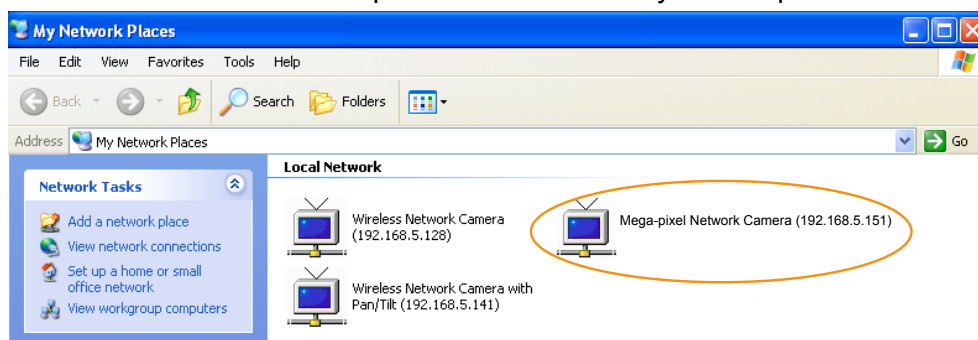 My Network Places
File Edit View Favorites Tools Help
Back Search Folders
Address My Network Places Go
Local Network
Network Tasks
Add a network place
View network connections
Set up a home or small
office network
View workgroup computers
Wireless Network Camera
(192.168.5.128)
Mega-pixel Network Camera (192.168.5.151)
Wireless Network Camera with
Pan/Tilt (192.168.5.141)